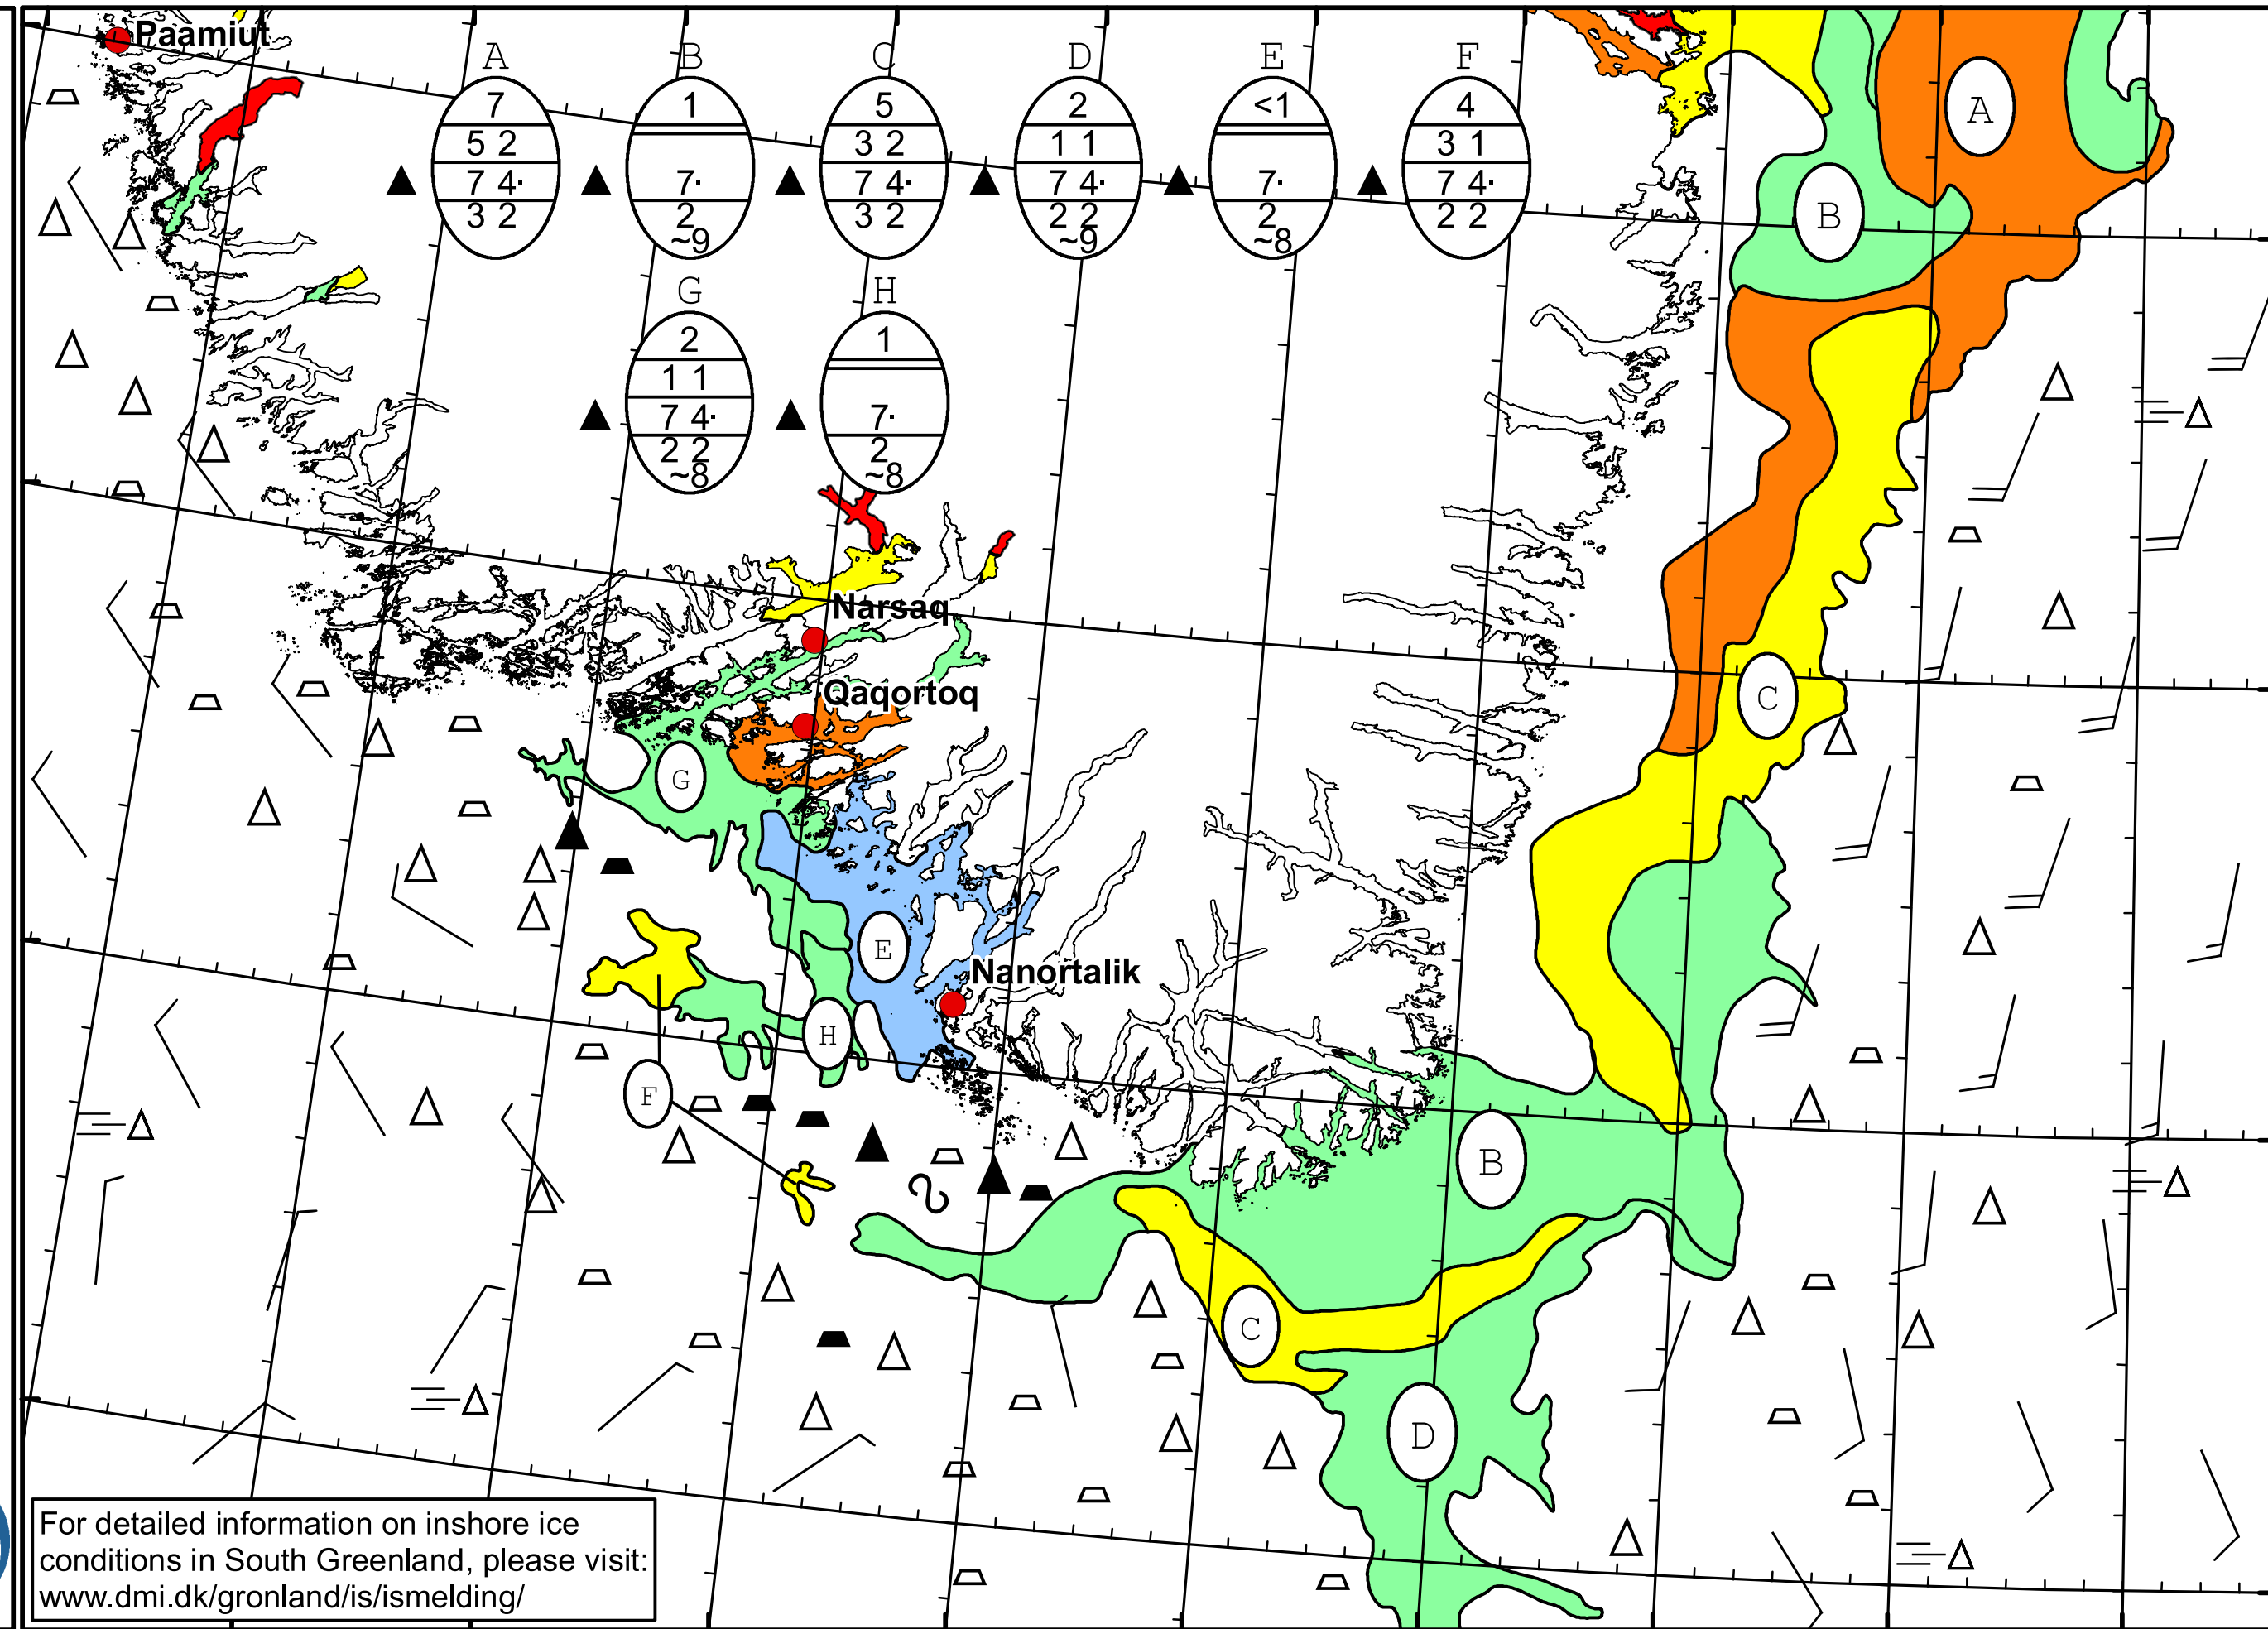 Paamiut
A B C D E F
7 1 5 2 <1 4
5 2 3 2 1 1 3 1
7 4· 7· 7 4· 7 4· 7· 7 4·
3 2 2 3 2 2 2 2 2 2
~9 ~9 ~8
G H
2 1
1 1
7 4· 7·
2 2 2
~8 ~8
A
B
Narsaq
Qaqortoq
C
G
E
Nanortalik
H
F
B
C
D
For detailed information on inshore ice
conditions in South Greenland, please visit:
www.dmi.dk/gronland/is/ismelding/